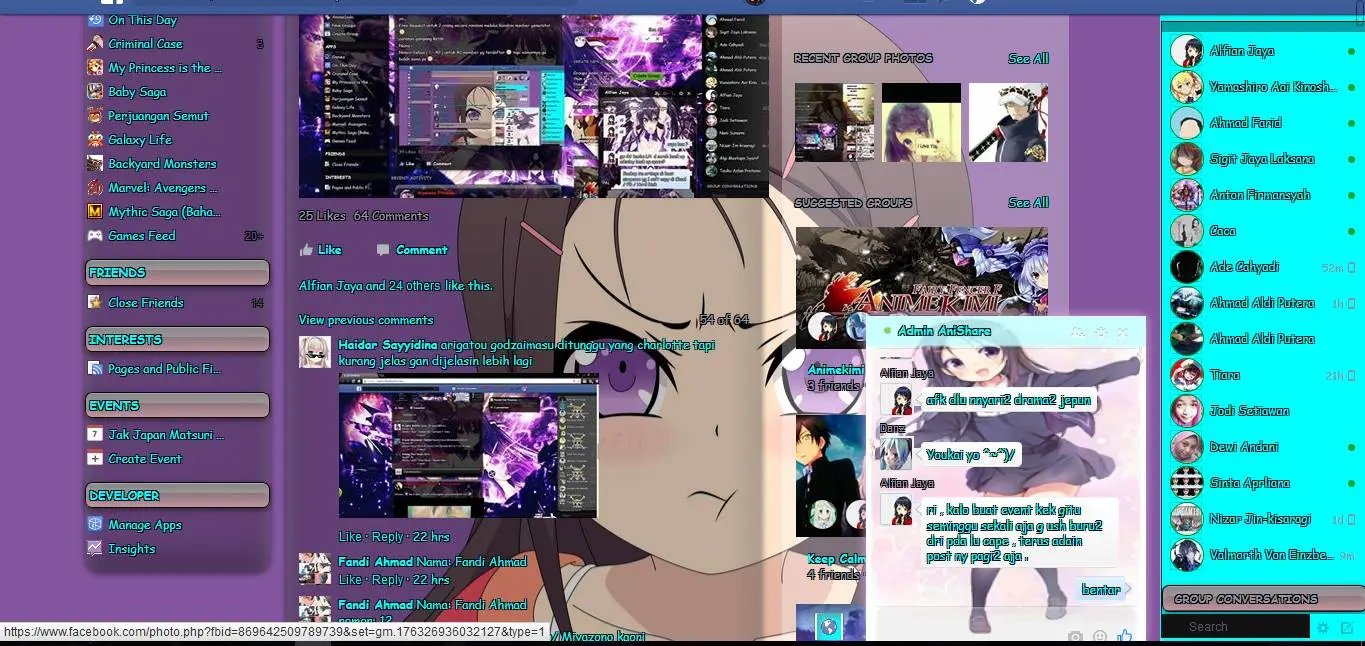 On This Day
Criminal Case 3
My Princess is the ...
Baby Saga
Perjuangan Semut
Galaxy Life
Backyard Monsters
Marvel: Avengers ...
Mythic Saga (Baha...
Games Feed 20+
FRIENDS
Close Friends 14
INTERESTS
Pages and Public Fi...
EVENTS
Jak Japan Matsuri ...
Create Event
DEVELOPER
Manage Apps
Insights
25 Likes 64 Comments
Like Comment
Alfian Jaya and 24 others like this.
View previous comments 54 of 64
Haidar Sayyidina arigatou godzaimasu ditunggu yang charlotte tapi
kurang jelas gan dijelasin lebih lagi
Like · Reply · 22 hrs
Fandi Ahmad Nama: Fandi Ahmad
Like · Reply · 22 hrs
Fandi Ahmad Nama: Fandi Ahmad
nomor: 12
/ Miyazono kaori
https://www.facebook.com/photo.php?fbid=869642509789739&set=gm.176326936032127&type=1
RECENT GROUP PHOTOS See All
I Love You
SUGGESTED GROUPS See All
FAIRY FENCER F
ANIMEKIMI
Animekimi
3 friends
Keep Calm
4 friends
Admin AniShare
Alfian Jaya
afk dlu nnyari2 drama2 jepun
Danz
Youkai yo ^~^)/
Alfian Jaya
ri , kalo buat event kek gitu
seminggu sekali aja g ush buru2
dri pda lu cape , terus adain
post ny pagi2 aja .
bentar
Alfian Jaya
Yamashiro Aoi Kinosh...
Ahmad Farid
Sigit Jaya Laksana
Anton Firmansyah
Caca
Ade Cahyadi 52m
Ahmad Aldi Putera 1h
Ahmad Aldi Putera
Tiara 21h
Jodi Setiawan
Dewi Andani
Sinta Aprliana
Nizar Jin-kisaragi 1d
Valmorth Von Einzbe... 9m
GROUP CONVERSATIONS
Search